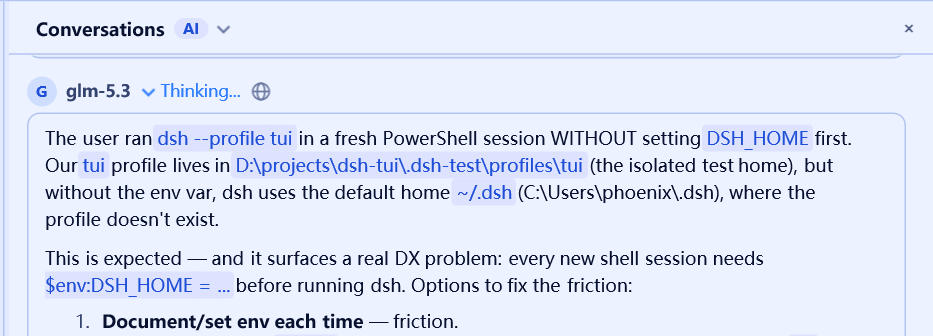 Conversations AI
×
G glm-5.3 Thinking...
The user ran dsh --profile tui in a fresh PowerShell session WITHOUT setting DSH_HOME first.
Our tui profile lives in D:\projects\dsh-tui\.dsh-test\profiles\tui (the isolated test home), but
without the env var, dsh uses the default home ~/.dsh (C:\Users\phoenix\.dsh), where the
profile doesn't exist.
This is expected — and it surfaces a real DX problem: every new shell session needs
$env:DSH_HOME = ... before running dsh. Options to fix the friction:
1. Document/set env each time — friction.